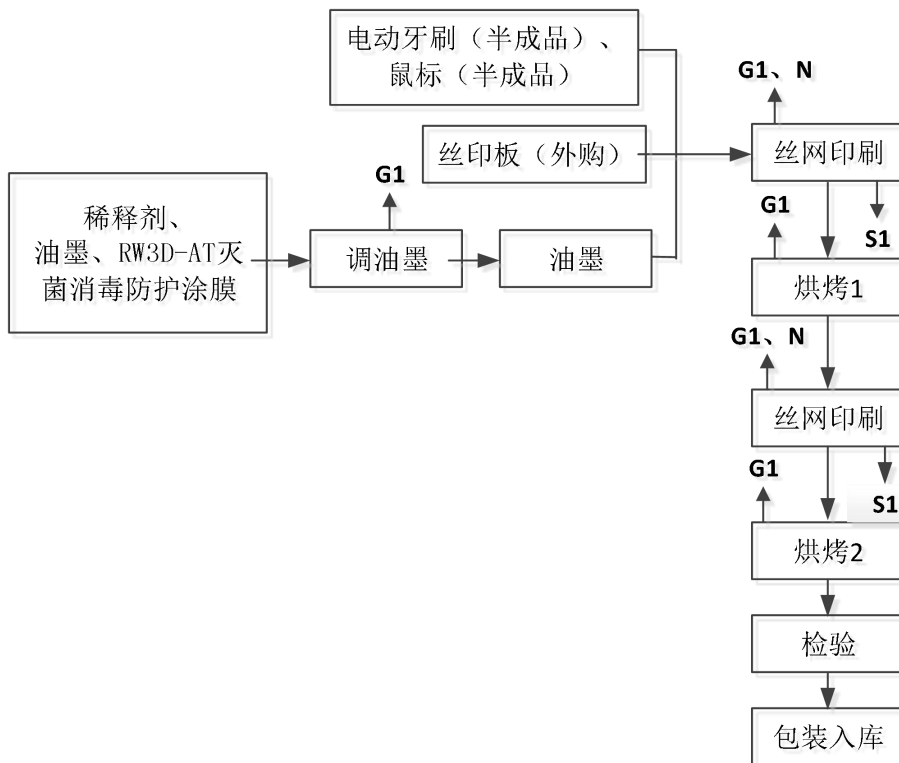 电动牙刷（半成品）、
鼠标（半成品）
G1、N
丝印板（外购）
丝网印刷
G1
稀释剂、
油墨、RW3D-AT灭
菌消毒防护涂膜
调油墨
油墨
G1
S1
烘烤1
G1、N
丝网印刷
G1
S1
烘烤2
检验
包装入库